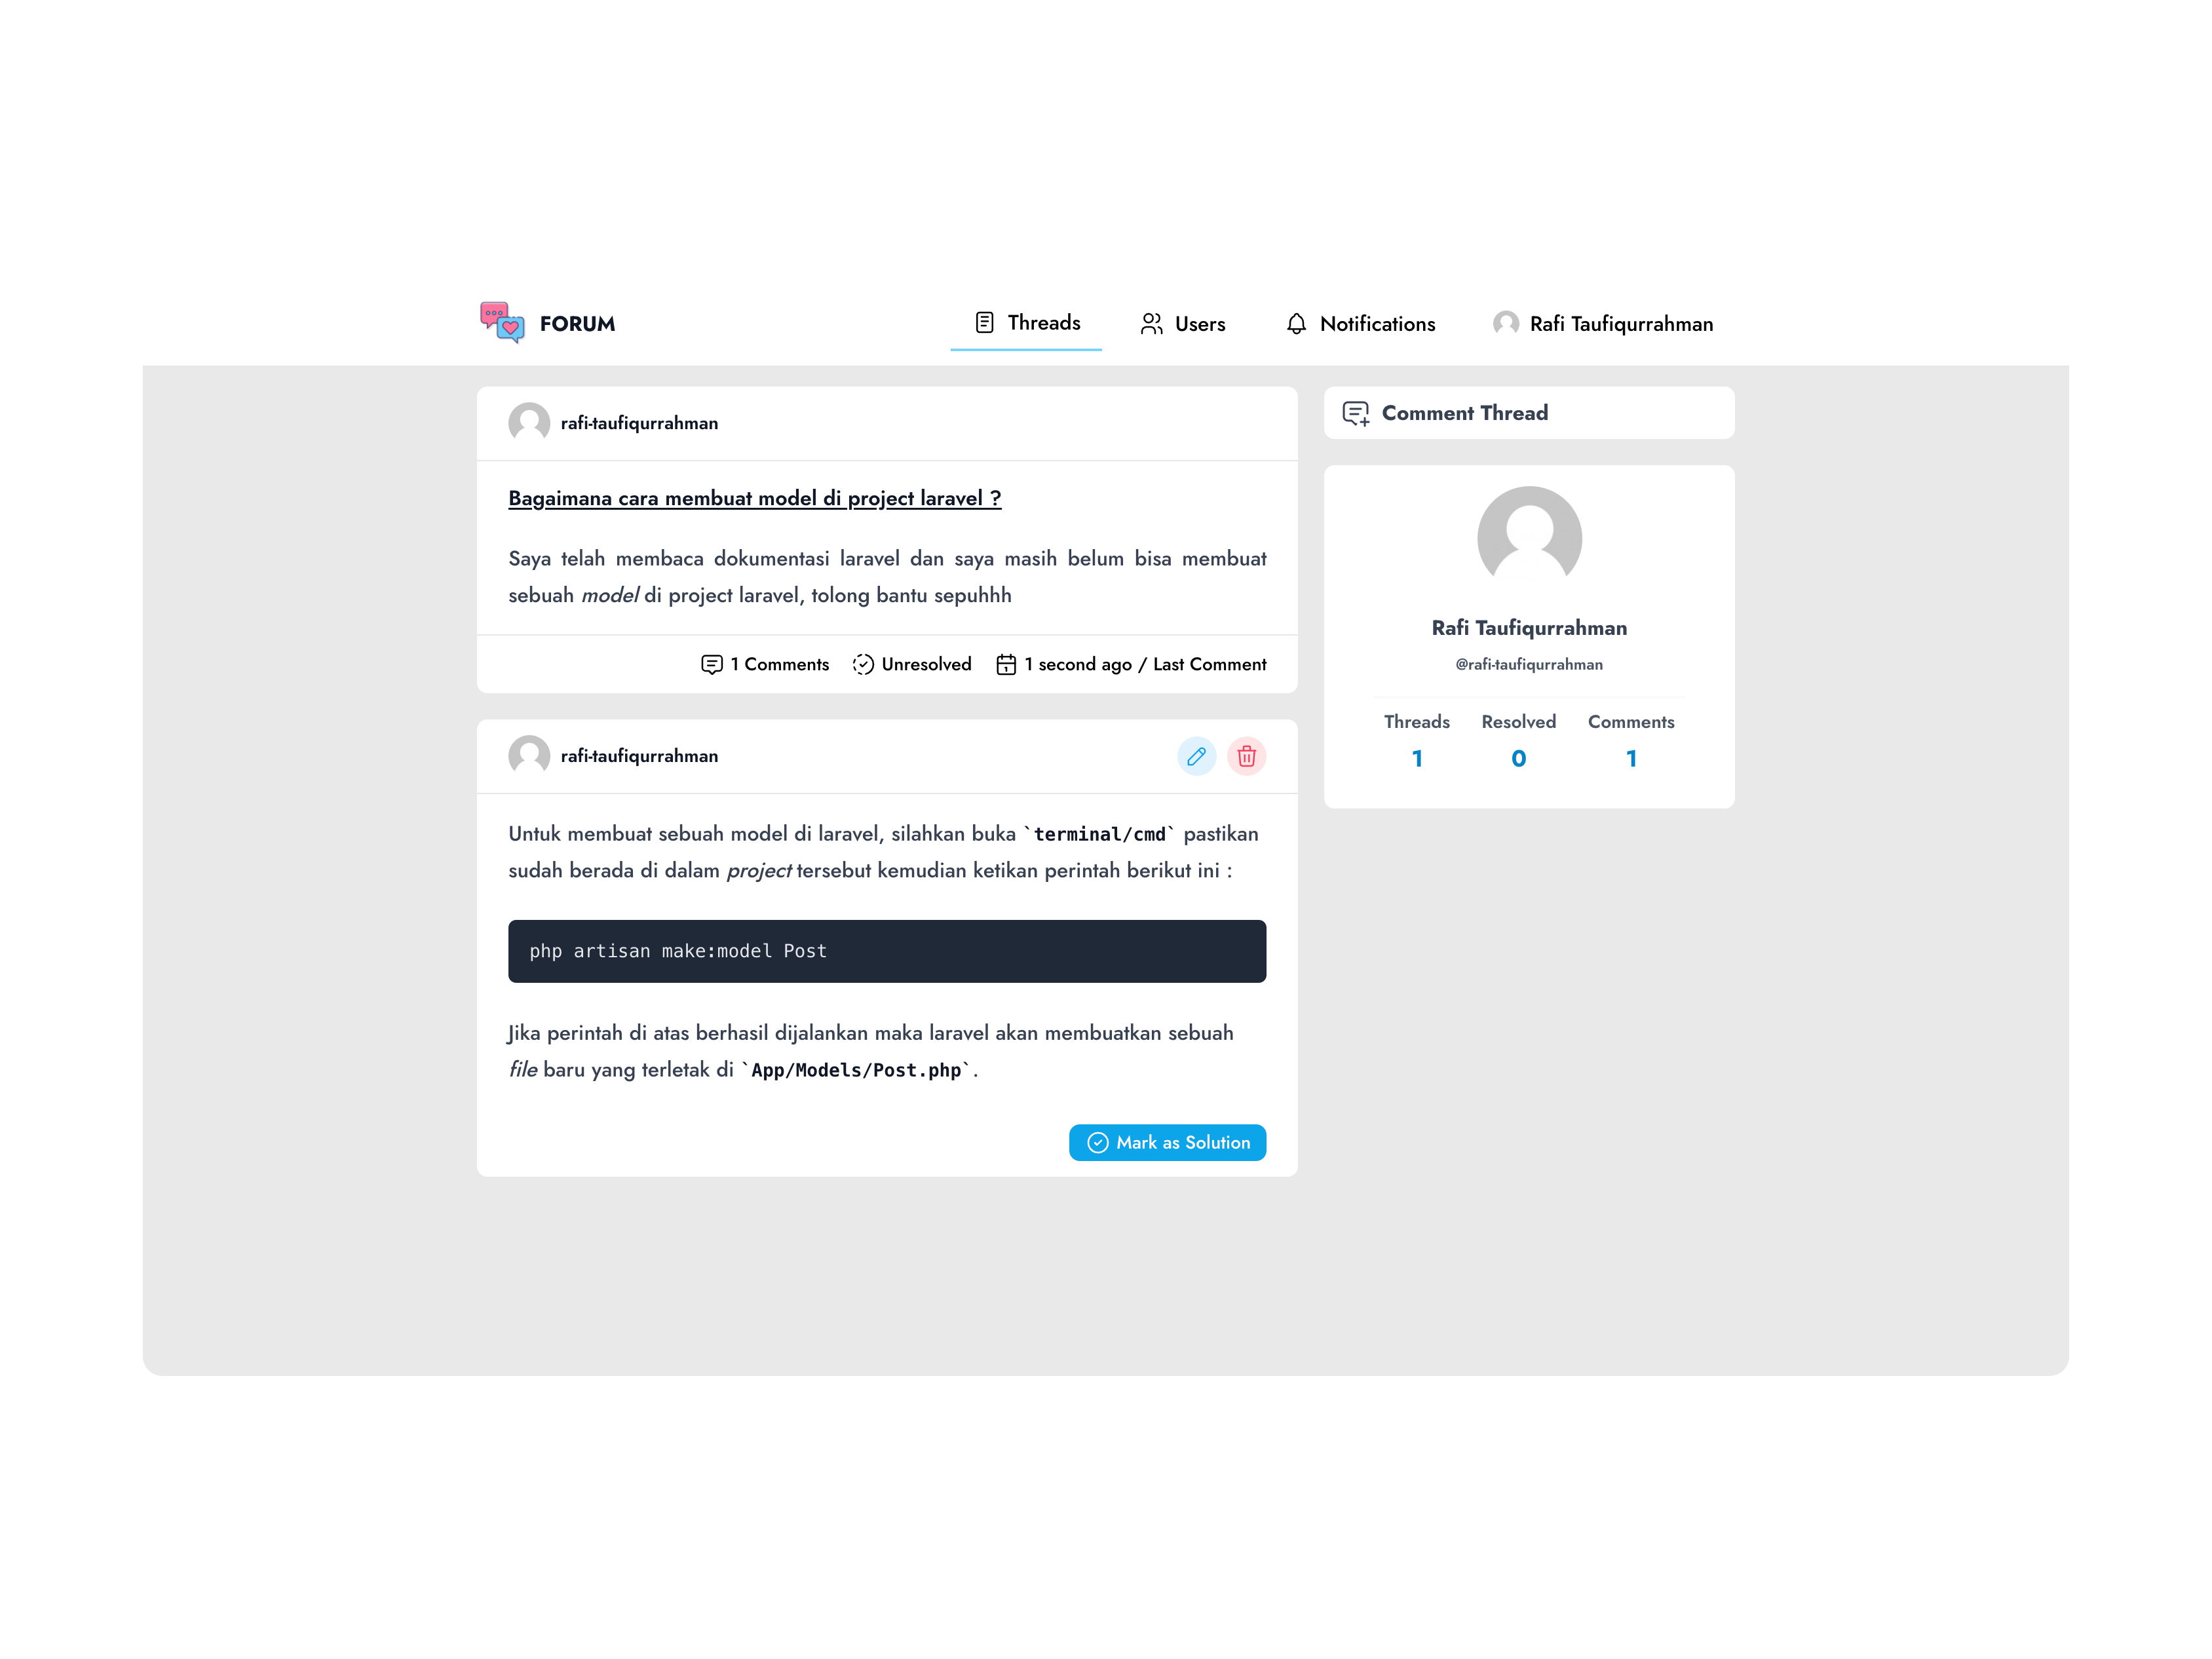 FORUM
Threads
Users
Notifications
Rafi Taufiqurrahman
rafi-taufiqurrahman
Bagaimana cara membuat model di project laravel ?
Saya telah membaca dokumentasi laravel dan saya masih belum bisa membuat
sebuah model di project laravel, tolong bantu sepuhhh
1 Comments
Unresolved
1 second ago / Last Comment
rafi-taufiqurrahman
Untuk membuat sebuah model di laravel, silahkan buka `terminal/cmd` pastikan
sudah berada di dalam project tersebut kemudian ketikan perintah berikut ini :
php artisan make:model Post
Jika perintah di atas berhasil dijalankan maka laravel akan membuatkan sebuah
file baru yang terletak di `App/Models/Post.php`.
Mark as Solution
Comment Thread
Rafi Taufiqurrahman
@rafi-taufiqurrahman
Threads Resolved Comments
1 0 1